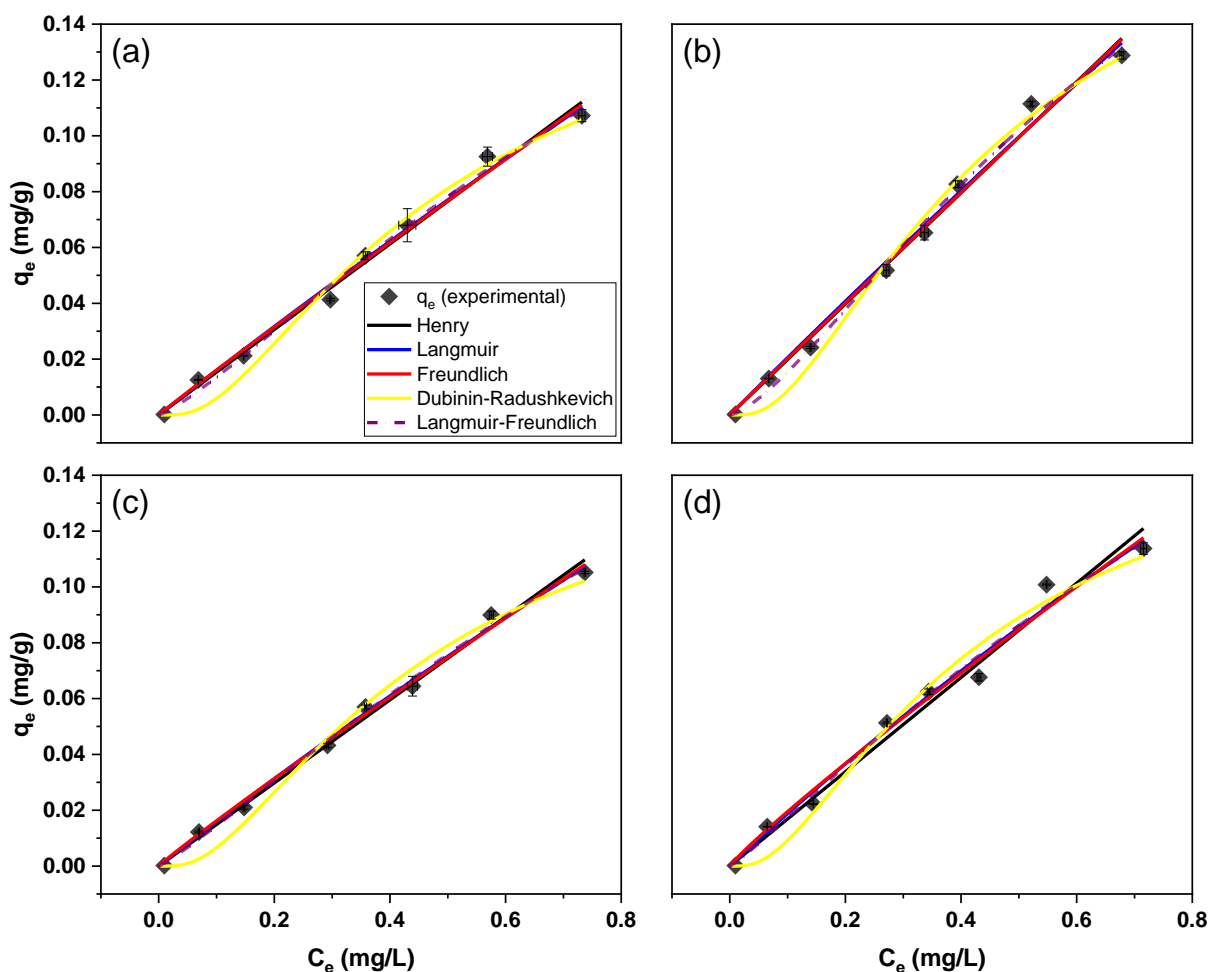 (a)
(b)
0.14
0.12
0.10
0.08
0.06
0.04
0.02
0.00
qe (mg/g)
qe (experimental)
Henry
Langmuir
Freundlich
Dubinin-Radushkevich
Langmuir-Freundlich
(c)
(d)
0.14
0.12
0.10
0.08
0.06
0.04
0.02
0.00
qe (mg/g)
0.0 0.2 0.4 0.6 0.8
0.0 0.2 0.4 0.6 0.8
Ce (mg/L)
Ce (mg/L)